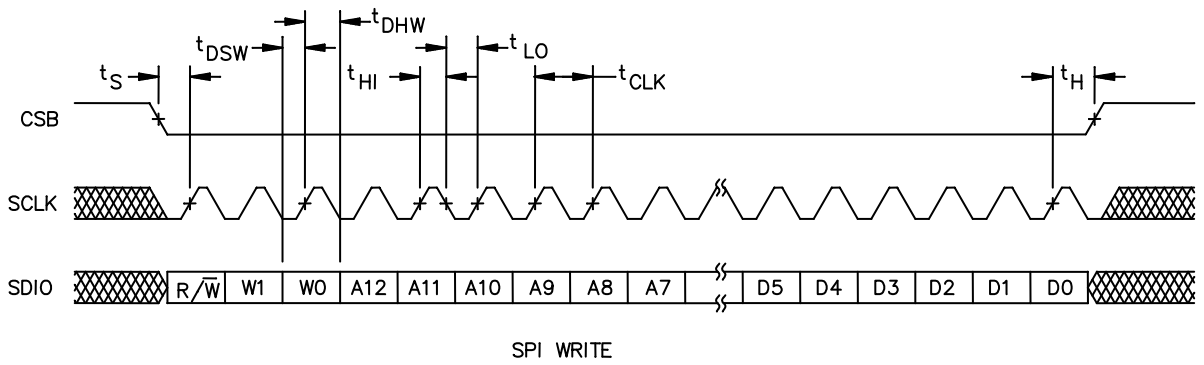 tDHW
tDSW tLO
tS tHI tCLK tH
CSB
SCLK
SDIO R/W̅ W1 W0 A12 A11 A10 A9 A8 A7 D5 D4 D3 D2 D1 D0
SPI WRITE